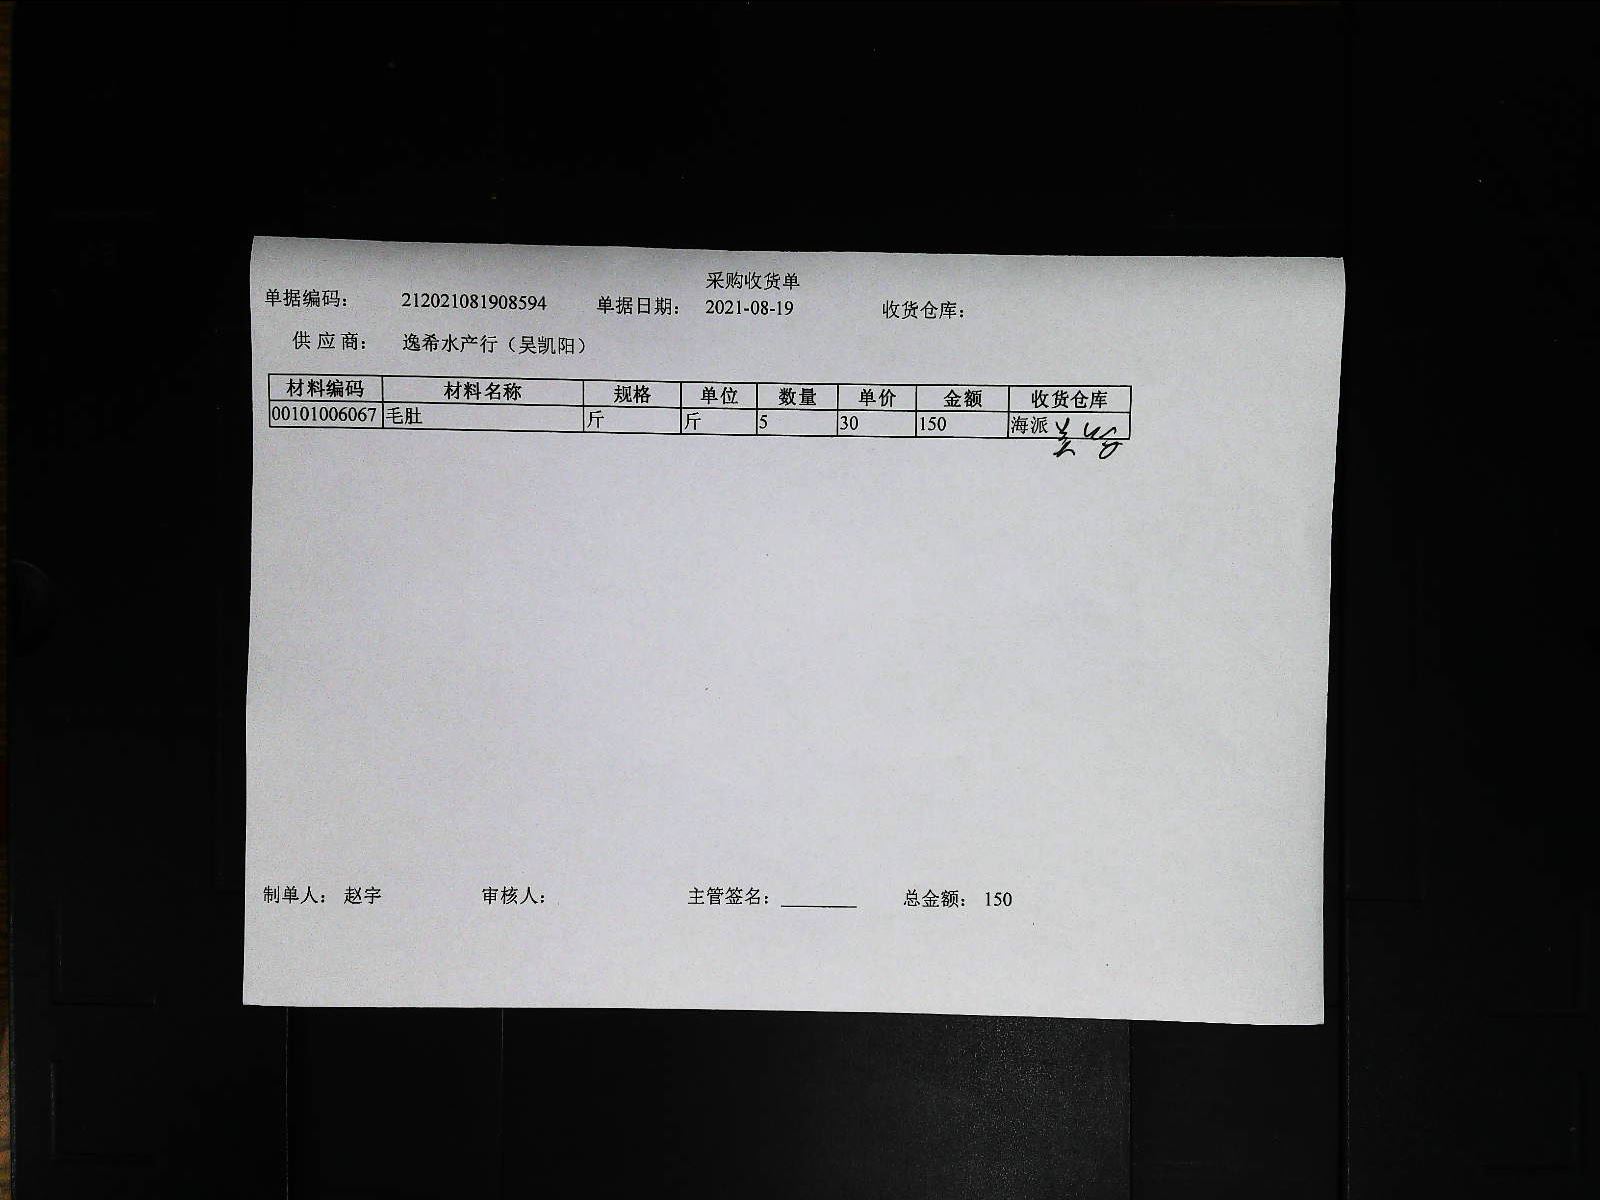 采购收货单
单据编码： 212021081908594 单据日期： 2021-08-19 收货仓库：
供 应 商： 逸希水产行（吴凯阳）
材料编码 材料名称 规格 单位 数量 单价 金额 收货仓库
00101006067 毛肚 斤 斤 5 30 150 海派
制单人： 赵宇 审核人： 主管签名：________ 总金额： 150